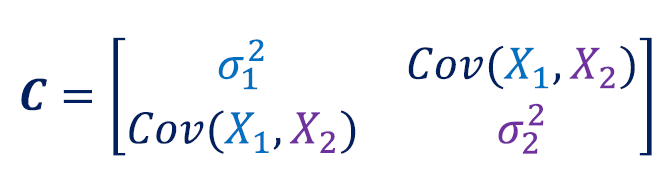 C = [ σ₁² Cov(X₁, X₂)
Cov(X₁, X₂) σ₂² ]